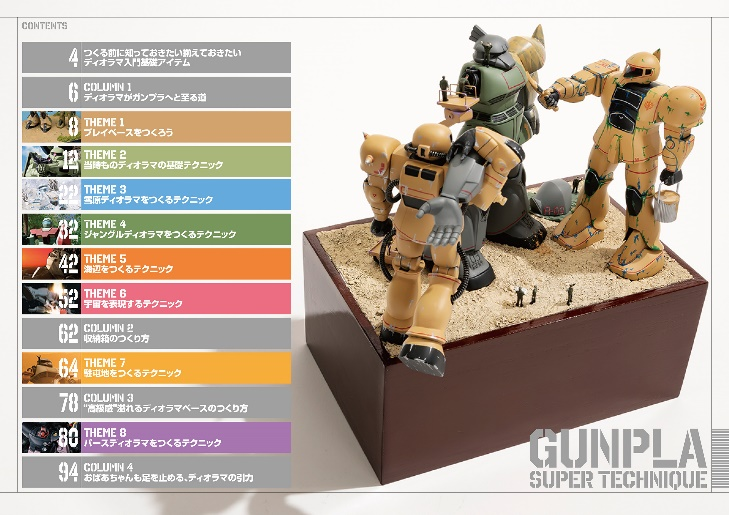 CONTENTS
4 つくる前に知っておきたい揃えておきたい
ディオラマ入門基礎アイテム
6 COLUMN 1
ディオラマがガンプラへと至る道
8 THEME 1
プレイベースをつくろう
12 THEME 2
当時ものディオラマの基礎テクニック
22 THEME 3
雪原ディオラマをつくるテクニック
32 THEME 4
ジャングルディオラマをつくるテクニック
42 THEME 5
海辺をつくるテクニック
52 THEME 6
宇宙を表現するテクニック
62 COLUMN 2
収納箱のつくり方
64 THEME 7
駐屯地をつくるテクニック
78 COLUMN 3
"高級感"溢れるディオラマベースのつくり方
80 THEME 8
パースディオラマをつくるテクニック
94 COLUMN 4
おばあちゃんも足を止める、ディオラマの引力
GUNPLA
SUPER TECHNIQUE